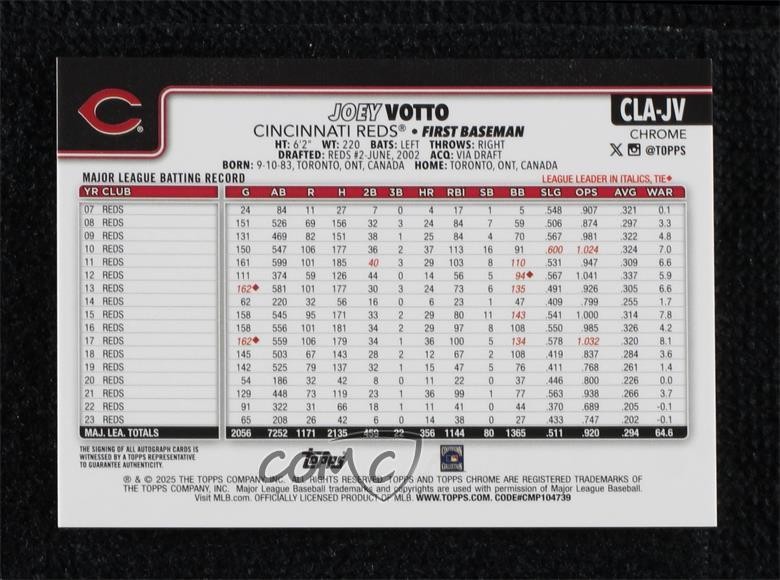 JOEY VOTTO
CLA-JV
CINCINNATI REDS® • FIRST BASEMAN
CHROME
HT: 6'2" WT: 220 BATS: LEFT THROWS: RIGHT
X @TOPPS
DRAFTED: REDS #2-JUNE, 2002 ACQ: VIA DRAFT
BORN: 9-10-83, TORONTO, ONT, CANADA HOME: TORONTO, ONT, CANADA
MAJOR LEAGUE BATTING RECORD LEAGUE LEADER IN ITALICS, TIE◆
YR CLUB G AB R H 2B 3B HR RBI SB BB SLG OPS AVG WAR
07 REDS 24 84 11 27 7 0 4 17 1 5 .548 .907 .321 0.1
08 REDS 151 526 69 156 32 3 24 84 7 59 .506 .874 .297 3.3
09 REDS 131 469 82 151 38 1 25 84 4 70 .567 .981 .322 4.8
10 REDS 150 547 106 177 36 2 37 113 16 91 .600 1.024 .324 7.0
11 REDS 161 599 101 185 40 3 29 103 8 110 .531 .947 .309 6.6
12 REDS 111 374 59 126 44 0 14 56 5 94◆ .567 1.041 .337 5.9
13 REDS 162◆ 581 101 177 30 3 24 73 6 135 .491 .926 .305 6.6
14 REDS 62 220 32 56 16 0 6 23 1 47 .409 .799 .255 1.7
15 REDS 158 545 95 171 33 2 29 80 11 143 .541 1.000 .314 7.8
16 REDS 158 556 101 181 34 2 29 97 8 108 .550 .985 .326 4.2
17 REDS 162◆ 559 106 179 34 1 36 100 5 134 .578 1.032 .320 8.1
18 REDS 145 503 67 143 28 2 12 67 2 108 .419 .837 .284 3.6
19 REDS 142 525 79 137 32 1 15 47 5 76 .411 .768 .261 1.4
20 REDS 54 186 32 42 8 0 11 22 0 37 .446 .800 .226 0.0
21 REDS 129 448 73 119 23 1 36 99 1 77 .563 .938 .266 3.7
22 REDS 91 322 31 66 18 1 11 41 0 44 .370 .689 .205 -0.1
23 REDS 65 208 26 42 6 0 14 38 0 27 .433 .747 .202 -0.1
MAJ. LEA. TOTALS 2056 7252 1171 2135 459 22 356 1144 80 1365 .511 .920 .294 64.6
THE SIGNING OF ALL AUTOGRAPH CARDS IS
WITNESSED BY A TOPPS REPRESENTATIVE
TO GUARANTEE AUTHENTICITY.
Topps
COMC
® & © 2025 THE TOPPS COMPANY, INC. ALL RIGHTS RESERVED. TOPPS AND TOPPS CHROME ARE REGISTERED TRADEMARKS OF
THE TOPPS COMPANY, INC. Major League Baseball trademarks and copyrights are used with permission of Major League Baseball.
Visit MLB.com. OFFICIALLY LICENSED PRODUCT OF MLB. WWW.TOPPS.COM. CODE#CMP104739